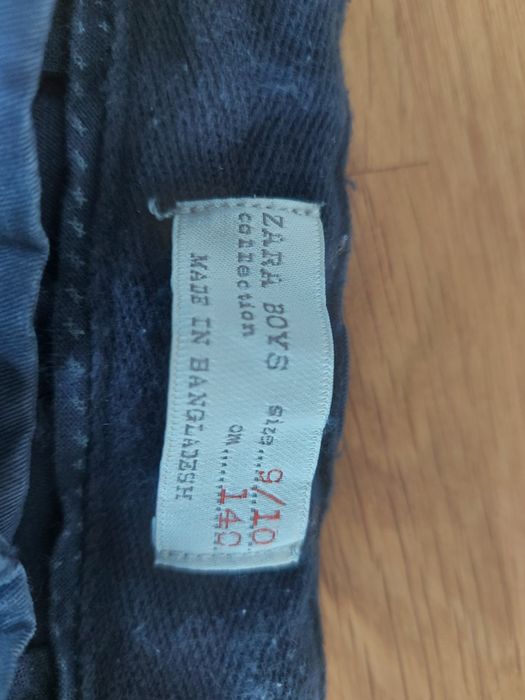 ZARA BOYS size......9/10
collection cm........140
MADE IN BANGLADESH